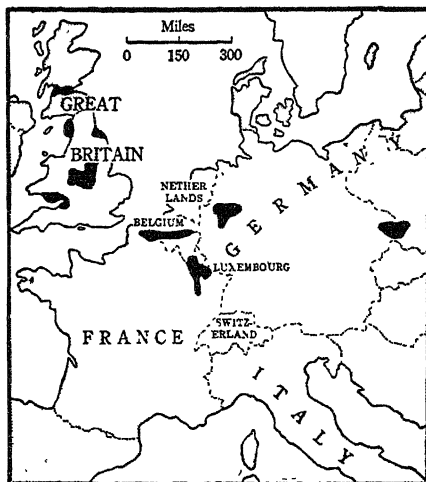 Miles
0 150 300
GREAT
BRITAIN
NETHER
LANDS
BELGIUM
GERMANY
LUXEMBOURG
FRANCE
SWITZ-
ERLAND
ITALY